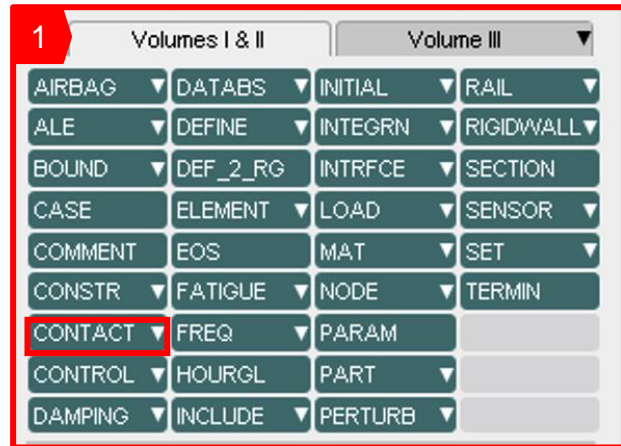 1 Volumes I & II Volume III
AIRBAG DATABS INITIAL RAIL
ALE DEFINE INTEGRN RIGIDWALL
BOUND DEF_2_RG INTRFCE SECTION
CASE ELEMENT LOAD SENSOR
COMMENT EOS MAT SET
CONSTR FATIGUE NODE TERMIN
CONTACT FREQ PARAM
CONTROL HOURGL PART
DAMPING INCLUDE PERTURB